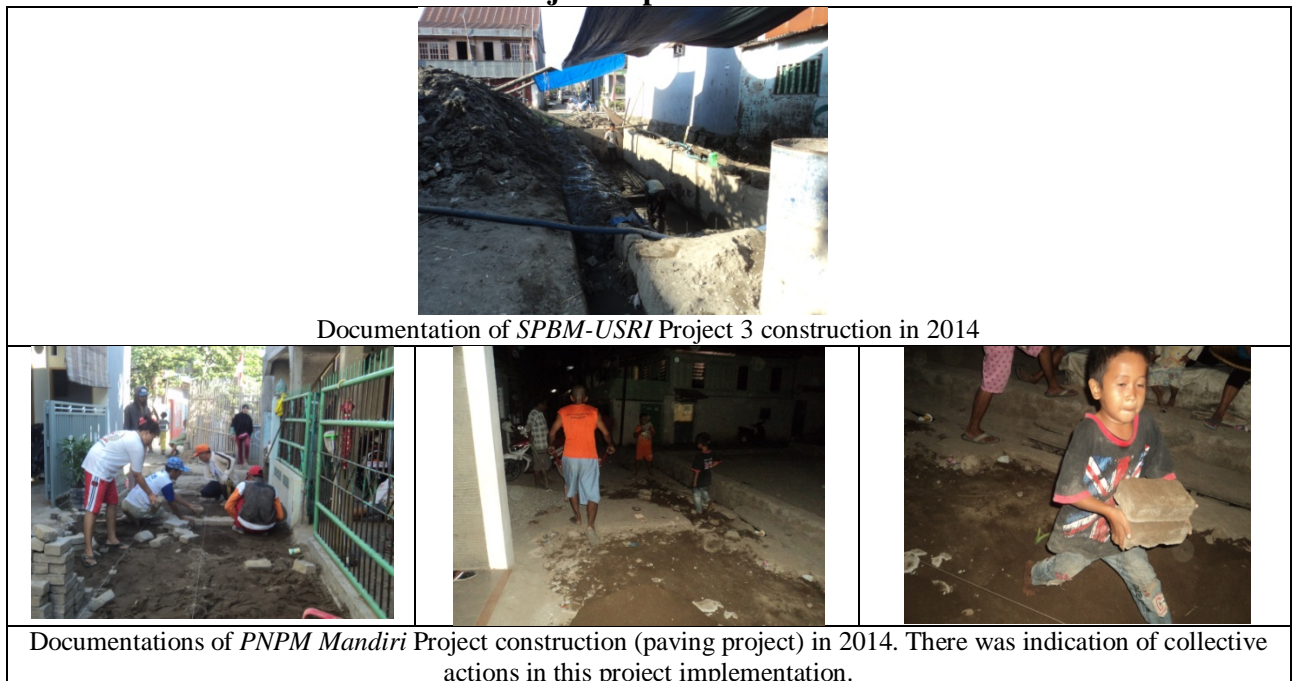 Documentation of SPBM-USRI Project 3 construction in 2014
Documentations of PNPM Mandiri Project construction (paving project) in 2014. There was indication of collective
actions in this project implementation.